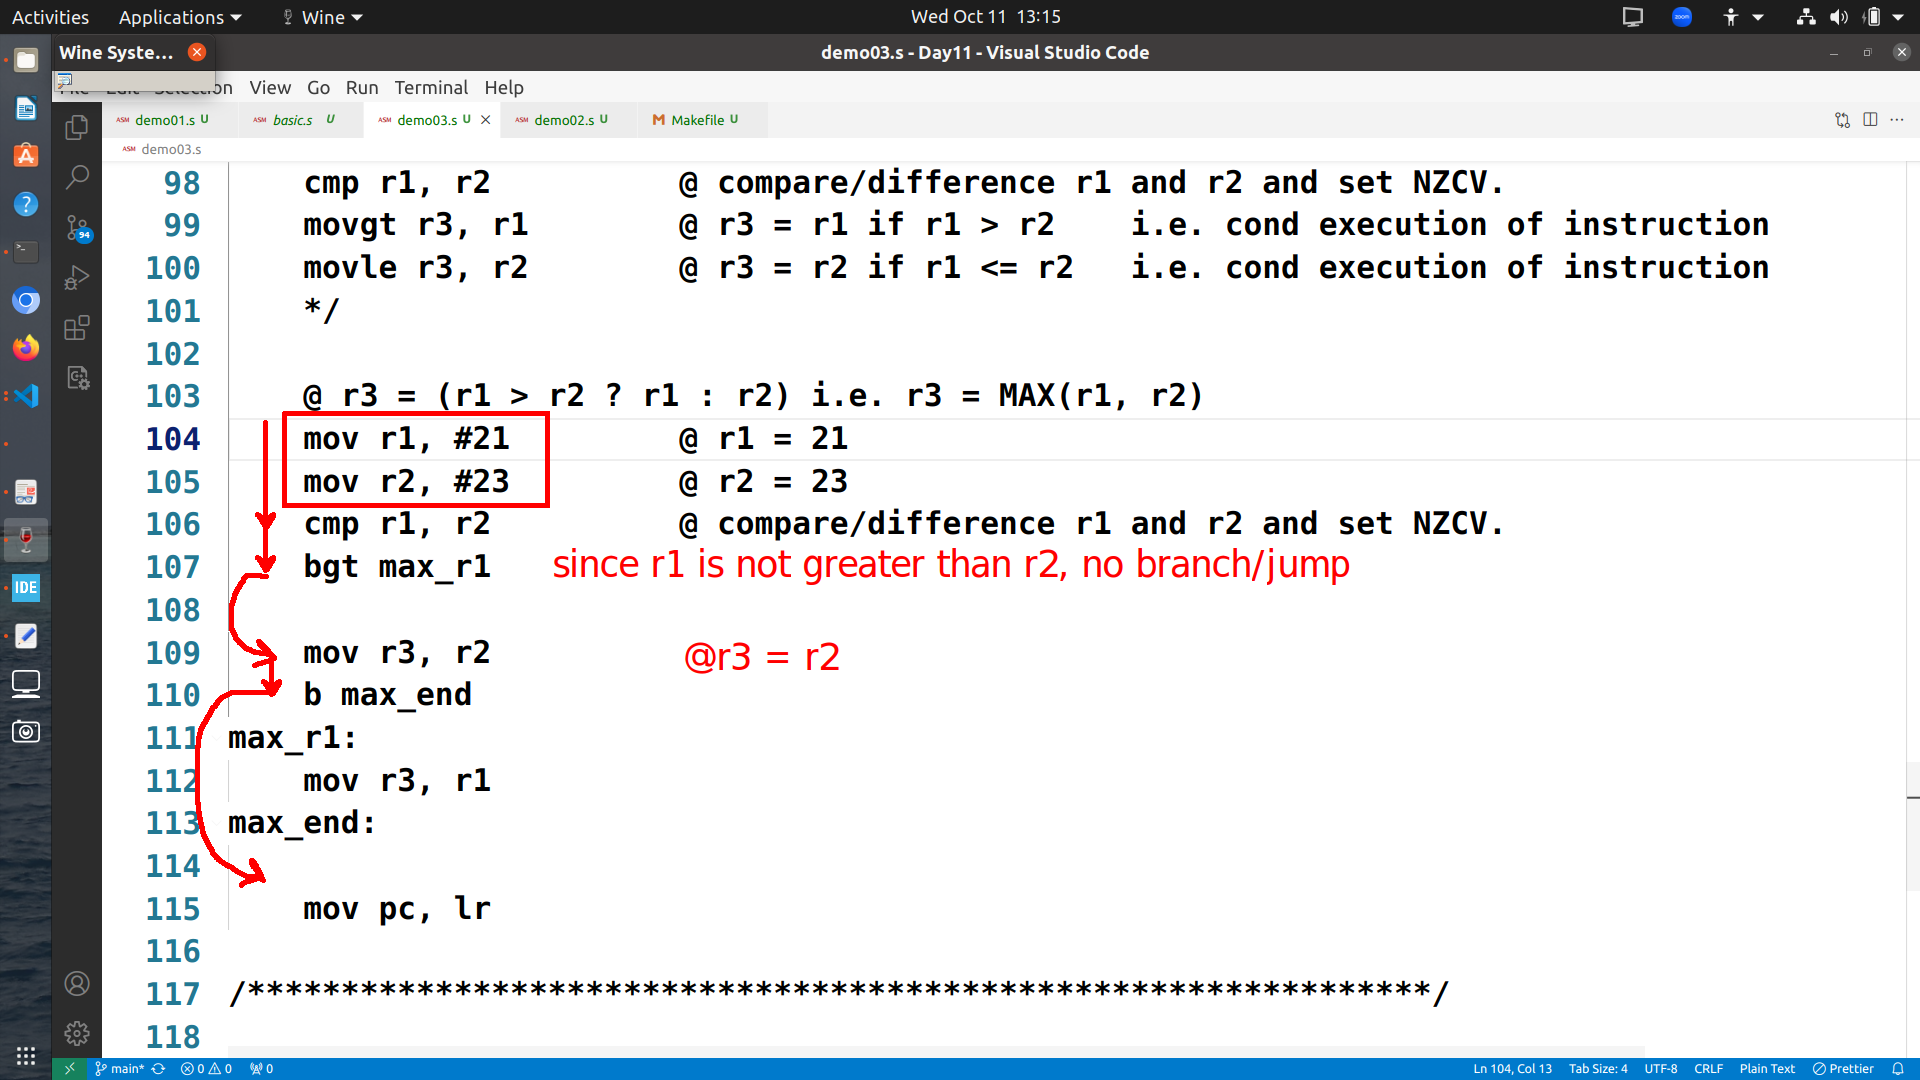 Activities Applications Wine Wed Oct 11 13:15 zoom
Wine Syste... demo03.s - Day11 - Visual Studio Code
View Go Run Terminal Help
ASM demo01.s U ASM basic.s U ASM demo03.s U ASM demo02.s U M Makefile U
ASM demo03.s
98 cmp r1, r2 @ compare/difference r1 and r2 and set NZCV.
99 movgt r3, r1 @ r3 = r1 if r1 > r2 i.e. cond execution of instruction
100 movle r3, r2 @ r3 = r2 if r1 <= r2 i.e. cond execution of instruction
101 */
102
103 @ r3 = (r1 > r2 ? r1 : r2) i.e. r3 = MAX(r1, r2)
104 mov r1, #21 @ r1 = 21
105 mov r2, #23 @ r2 = 23
106 cmp r1, r2 @ compare/difference r1 and r2 and set NZCV.
107 bgt max_r1 since r1 is not greater than r2, no branch/jump
108
109 mov r3, r2 @r3 = r2
110 b max_end
111 max_r1:
112 mov r3, r1
113 max_end:
114
115 mov pc, lr
116
117 /***************************************************************/
118
94
IDE
main* 0 0 0 Ln 104, Col 13 Tab Size: 4 UTF-8 CRLF Plain Text Prettier